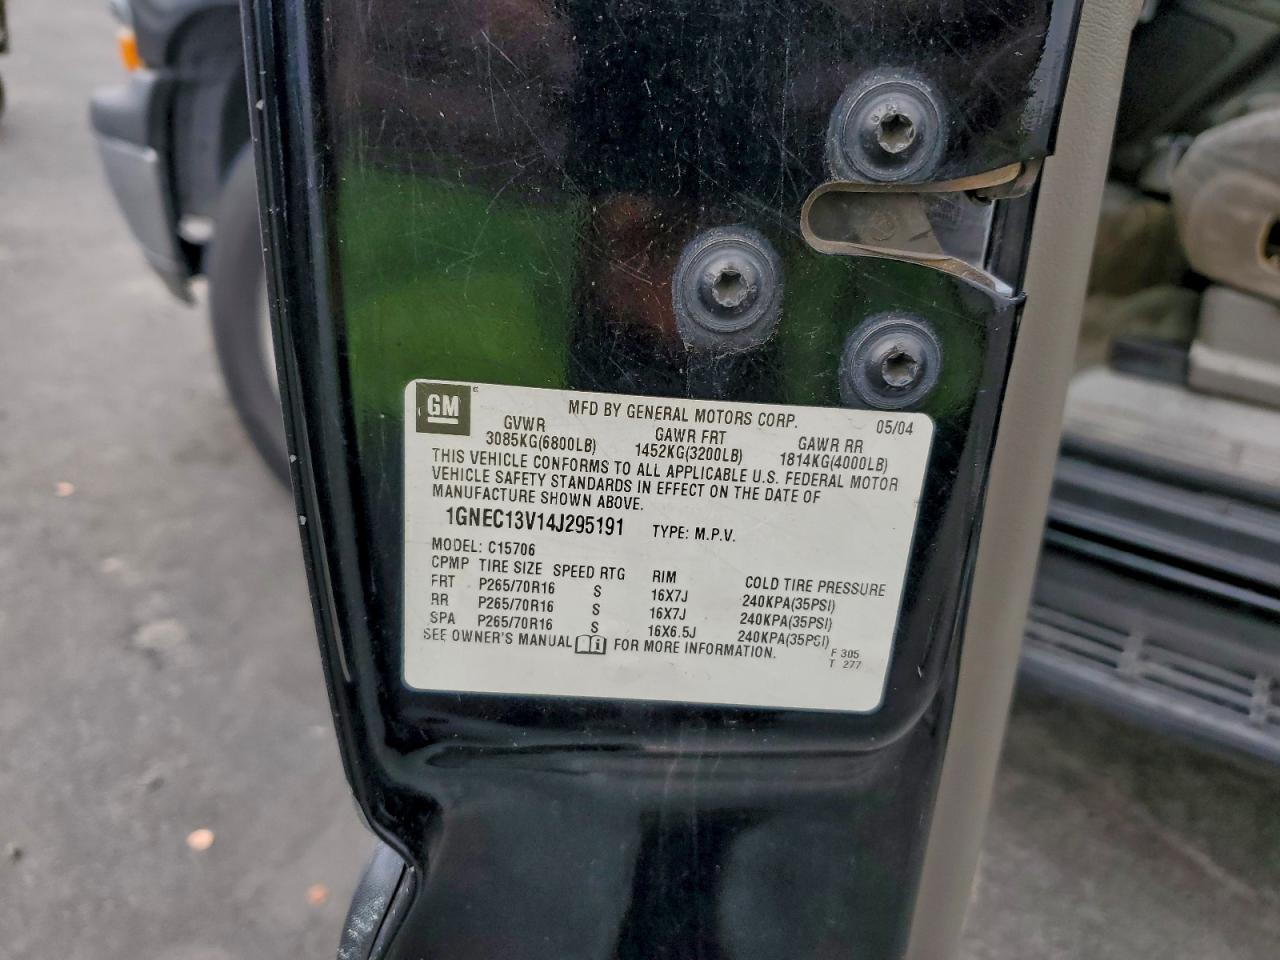 GM
MFD BY GENERAL MOTORS CORP. 05/04
GVWR GAWR FRT GAWR RR
3085KG(6800LB) 1452KG(3200LB) 1814KG(4000LB)
THIS VEHICLE CONFORMS TO ALL APPLICABLE U.S. FEDERAL MOTOR
VEHICLE SAFETY STANDARDS IN EFFECT ON THE DATE OF
MANUFACTURE SHOWN ABOVE.
1GNEC13V14J295191 TYPE: M.P.V.
MODEL: C15706
CPMP TIRE SIZE SPEED RTG RIM COLD TIRE PRESSURE
FRT P265/70R16 S 16X7J 240KPA(35PSI)
RR P265/70R16 S 16X7J 240KPA(35PSI)
SPA P265/70R16 S 16X6.5J 240KPA(35PSI)
SEE OWNER'S MANUAL FOR MORE INFORMATION.
F 305
T 277